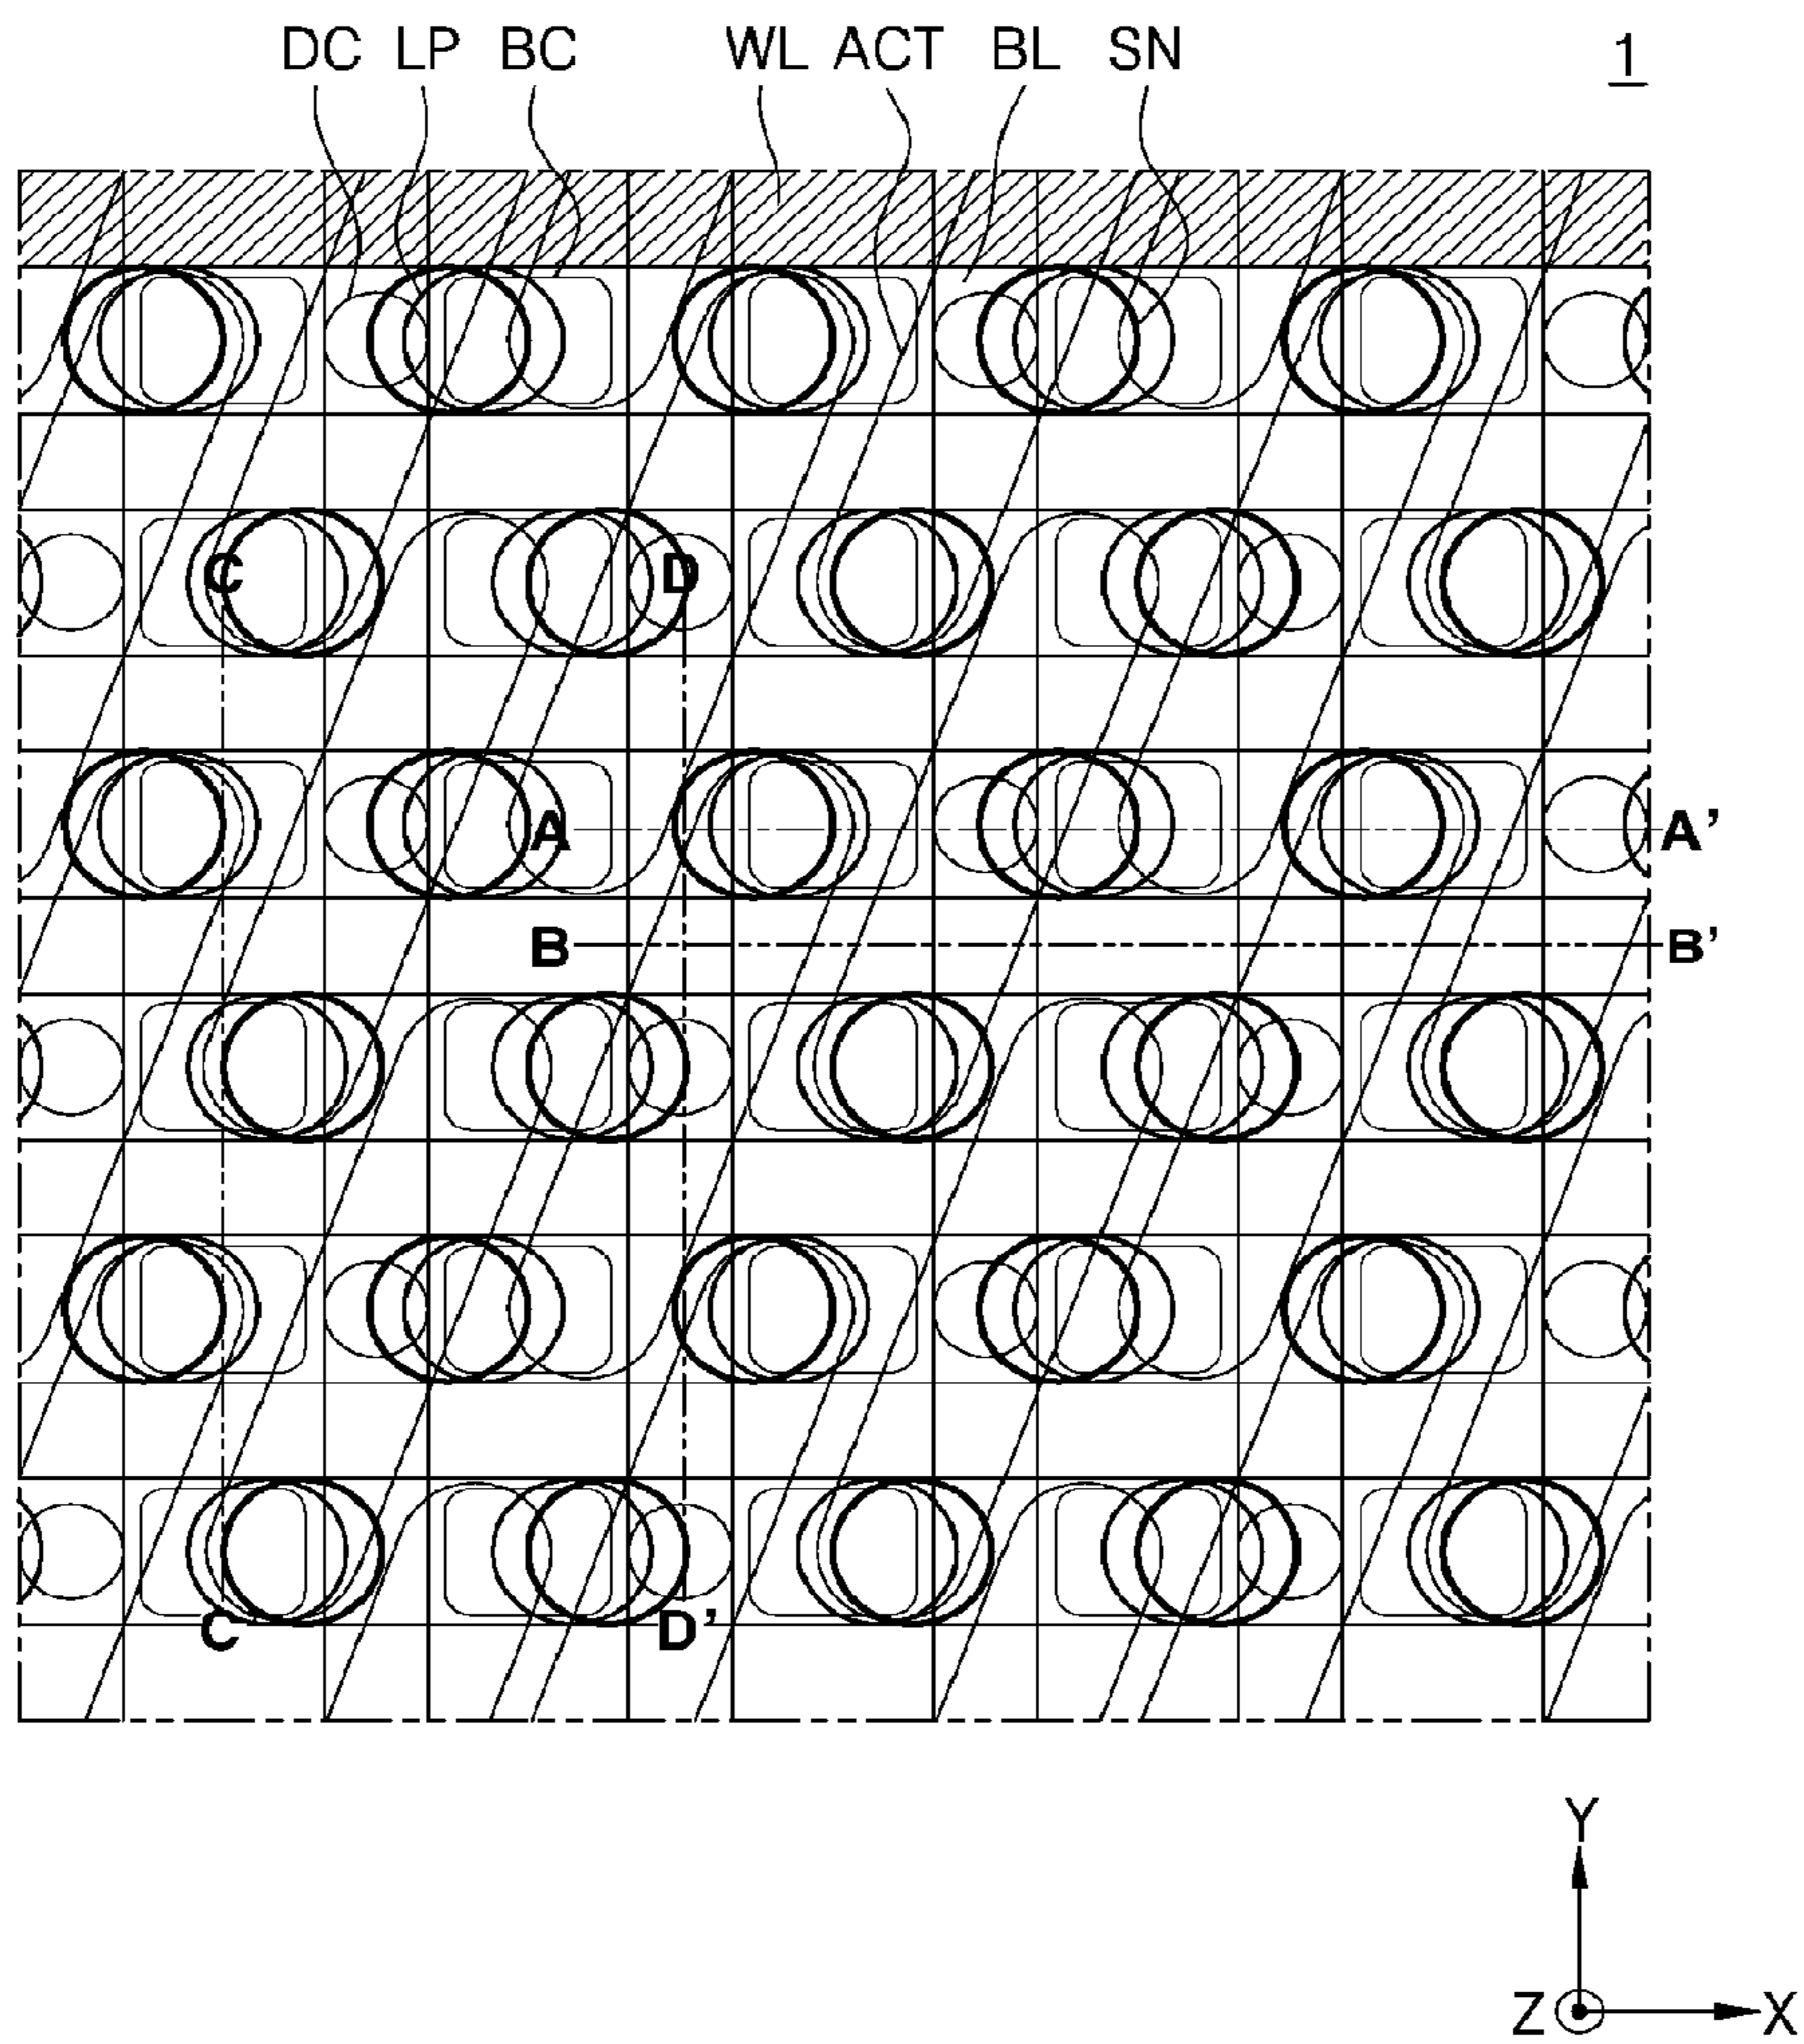 DC LP BC WL ACT BL SN 1
C D
A A’
B B’
C D’
Y
Z X